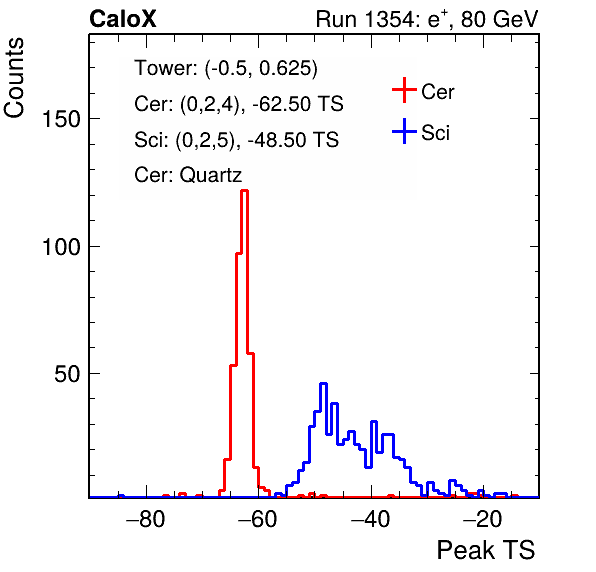 CaloX Run 1354: e⁺, 80 GeV
Counts
Tower: (-0.5, 0.625)
Cer: (0,2,4), -62.50 TS
Sci: (0,2,5), -48.50 TS
Cer: Quartz
Cer
Sci
150
100
50
−80 −60 −40 −20
Peak TS